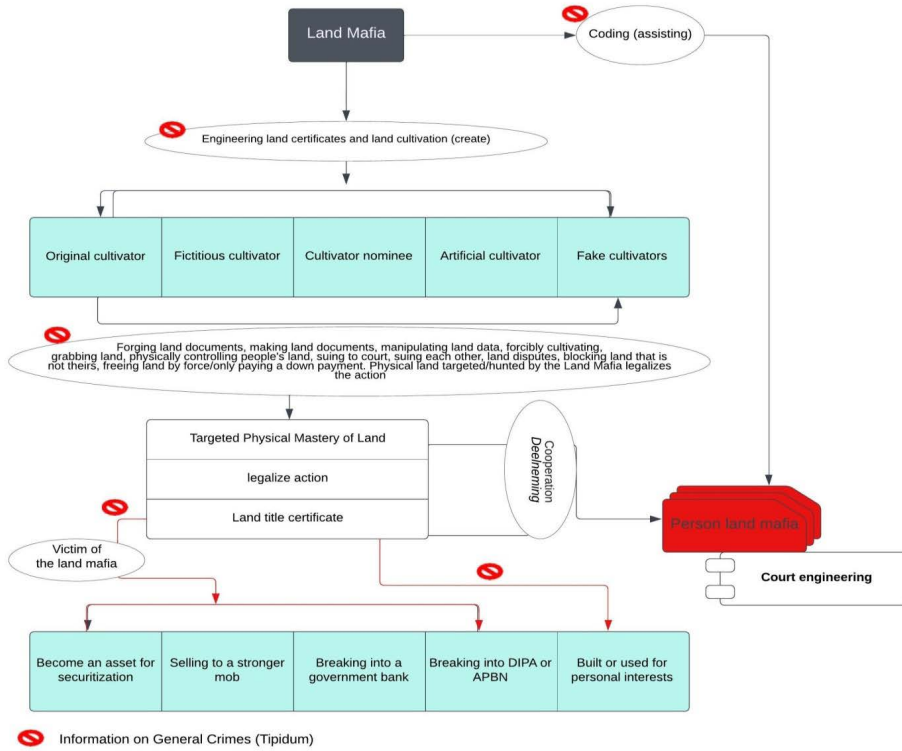 Land Mafia
Coding (assisting)
Engineering land certificates and land cultivation (create)
Original cultivator
Fictitious cultivator
Cultivator nominee
Artificial cultivator
Fake cultivators
Forging land documents, making land documents, manipulating land data, forcibly cultivating,
grabbing land, physically controlling people's land, suing to court, suing each other, land disputes, blocking land that is
not theirs, freeing land by force/only paying a down payment. Physical land targeted/hunted by the Land Mafia legalizes
the action
Targeted Physical Mastery of Land
legalize action
Land title certificate
Cooperation
Deelneming
Person land mafia
Court engineering
Victim of
the land mafia
Become an asset for
securitization
Selling to a stronger
mob
Breaking into a
government bank
Breaking into DIPA or
APBN
Built or used for
personal interests
Information on General Crimes (Tipidum)